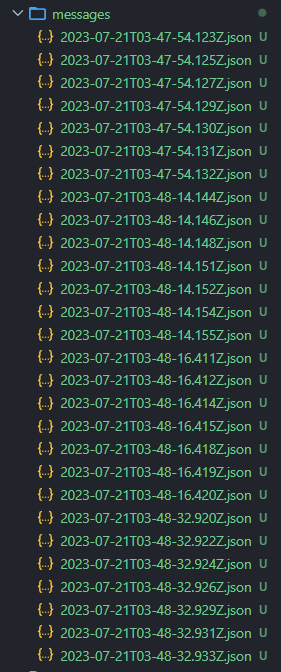 messages
{..} 2023-07-21T03-47-54.123Z.json U
{..} 2023-07-21T03-47-54.125Z.json U
{..} 2023-07-21T03-47-54.127Z.json U
{..} 2023-07-21T03-47-54.129Z.json U
{..} 2023-07-21T03-47-54.130Z.json U
{..} 2023-07-21T03-47-54.131Z.json U
{..} 2023-07-21T03-47-54.132Z.json U
{..} 2023-07-21T03-48-14.144Z.json U
{..} 2023-07-21T03-48-14.146Z.json U
{..} 2023-07-21T03-48-14.148Z.json U
{..} 2023-07-21T03-48-14.151Z.json U
{..} 2023-07-21T03-48-14.152Z.json U
{..} 2023-07-21T03-48-14.154Z.json U
{..} 2023-07-21T03-48-14.155Z.json U
{..} 2023-07-21T03-48-16.411Z.json U
{..} 2023-07-21T03-48-16.412Z.json U
{..} 2023-07-21T03-48-16.414Z.json U
{..} 2023-07-21T03-48-16.415Z.json U
{..} 2023-07-21T03-48-16.418Z.json U
{..} 2023-07-21T03-48-16.419Z.json U
{..} 2023-07-21T03-48-16.420Z.json U
{..} 2023-07-21T03-48-32.920Z.json U
{..} 2023-07-21T03-48-32.922Z.json U
{..} 2023-07-21T03-48-32.924Z.json U
{..} 2023-07-21T03-48-32.926Z.json U
{..} 2023-07-21T03-48-32.929Z.json U
{..} 2023-07-21T03-48-32.931Z.json U
{..} 2023-07-21T03-48-32.933Z.json U